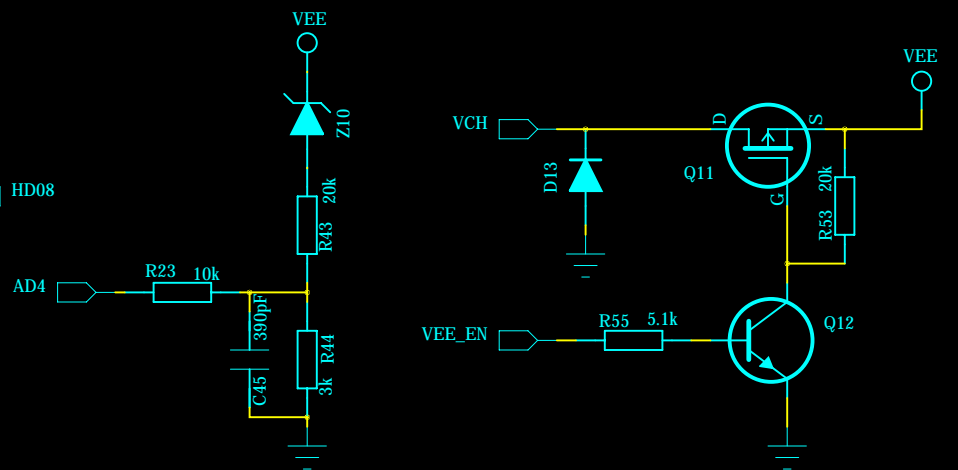 VEE
Z10
HD08
20k
R43
R23 10k
AD4
390pF
C45
R44
3k
VEE
VCH
D
S
Q11
G
D13
20k
R53
VEE_EN
R55 5.1k
Q12